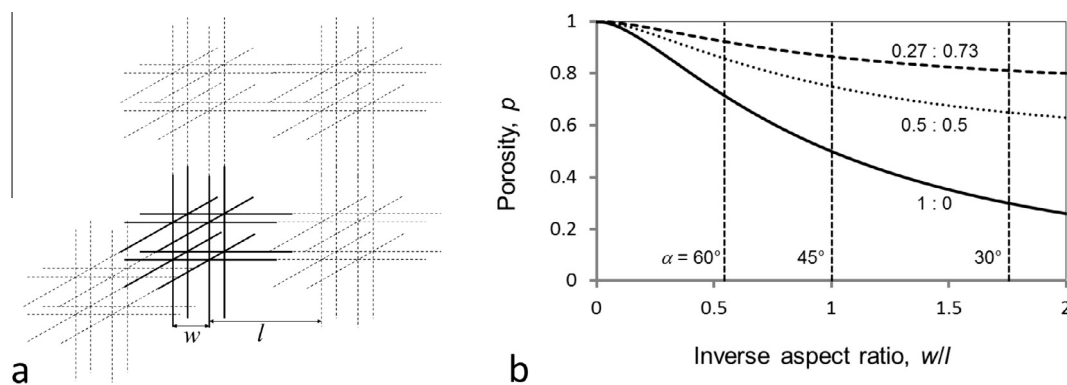 w
l
a
Porosity, p
1
0.8
0.6
0.4
0.2
0
0.27 : 0.73
0.5 : 0.5
1 : 0
α = 60°
45°
30°
0
0.5
1
1.5
2
Inverse aspect ratio, w/l
b